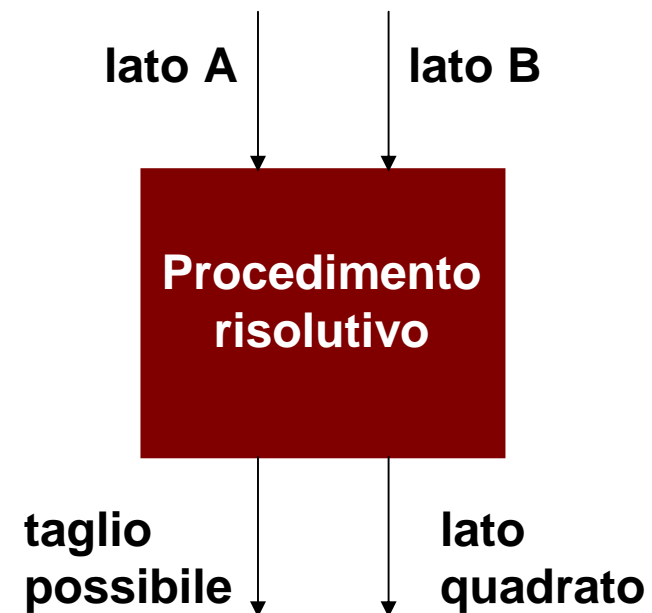 lato A
lato B
Procedimento
risolutivo
taglio
possibile
lato
quadrato